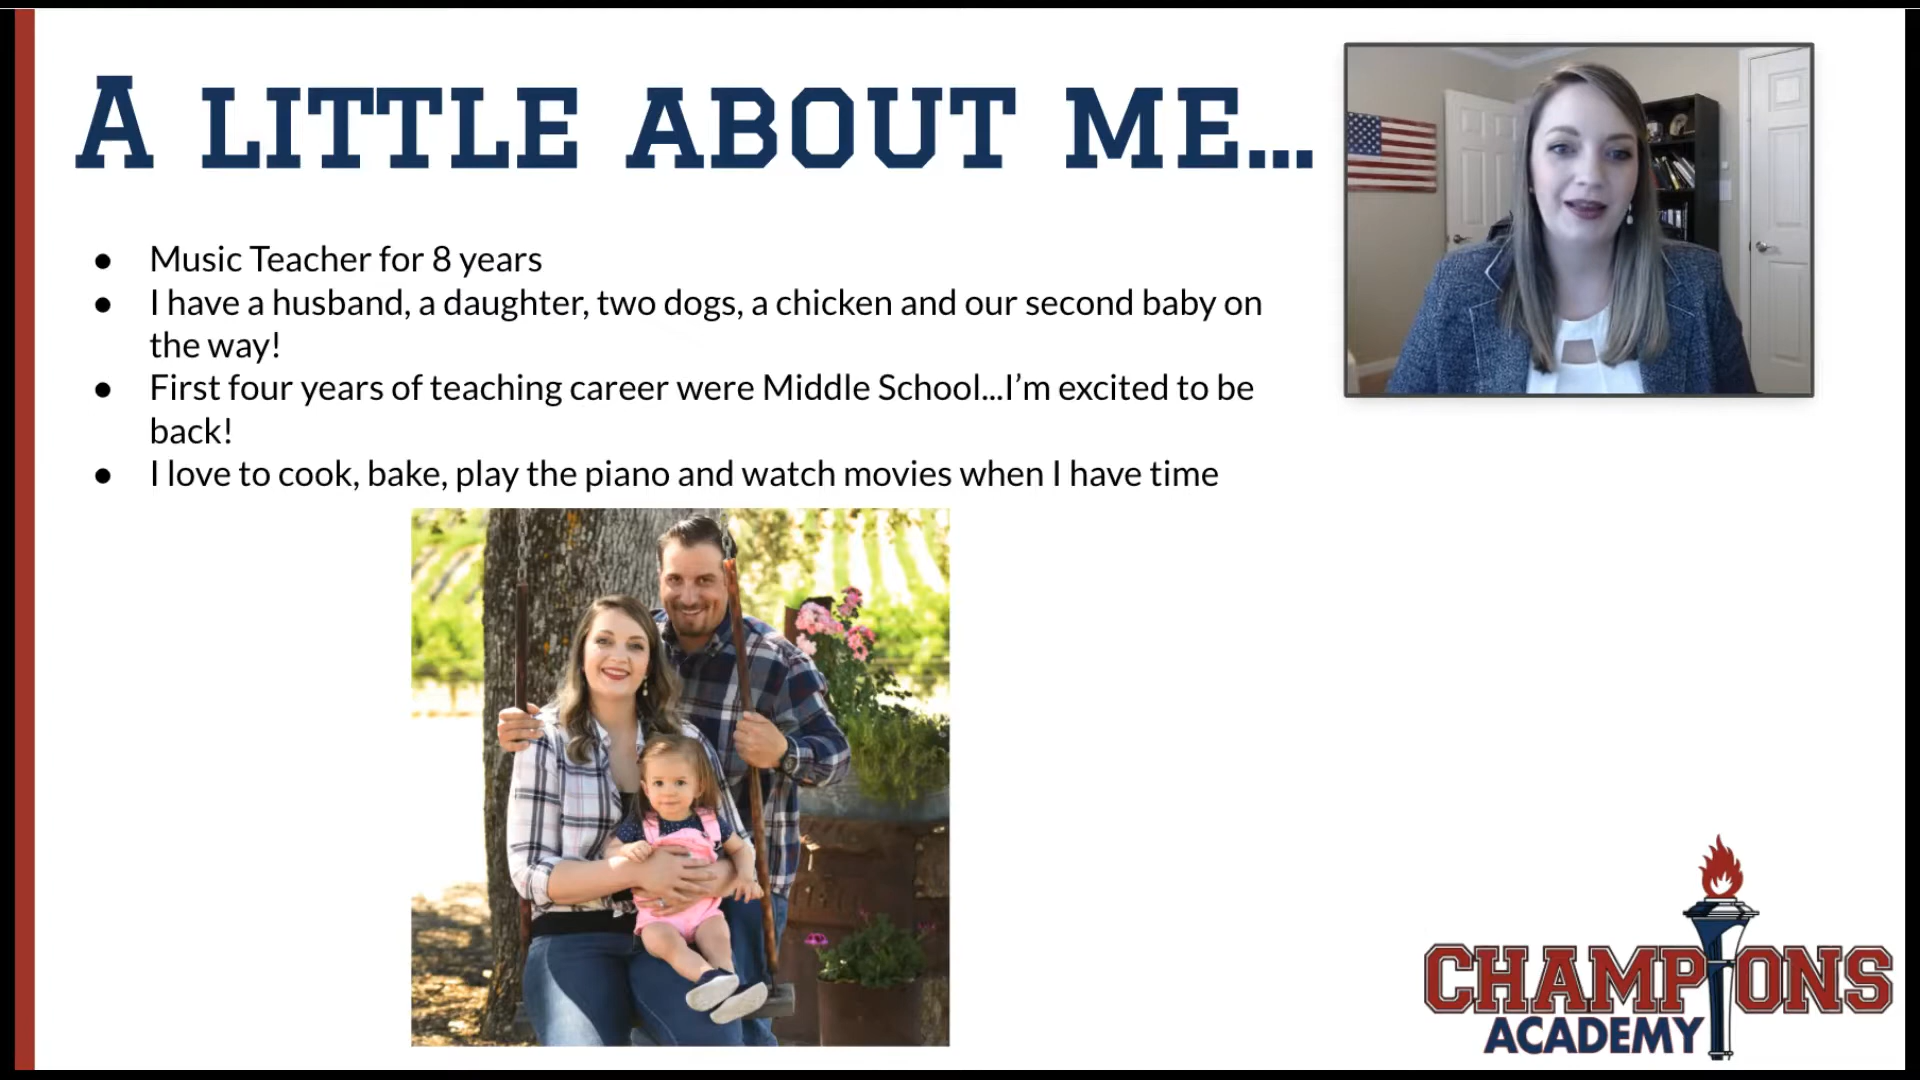 A LITTLE ABOUT ME...
● Music Teacher for 8 years
● I have a husband, a daughter, two dogs, a chicken and our second baby on
the way!
● First four years of teaching career were Middle School...I’m excited to be
back!
● I love to cook, bake, play the piano and watch movies when I have time
CHAMPIONS
ACADEMY